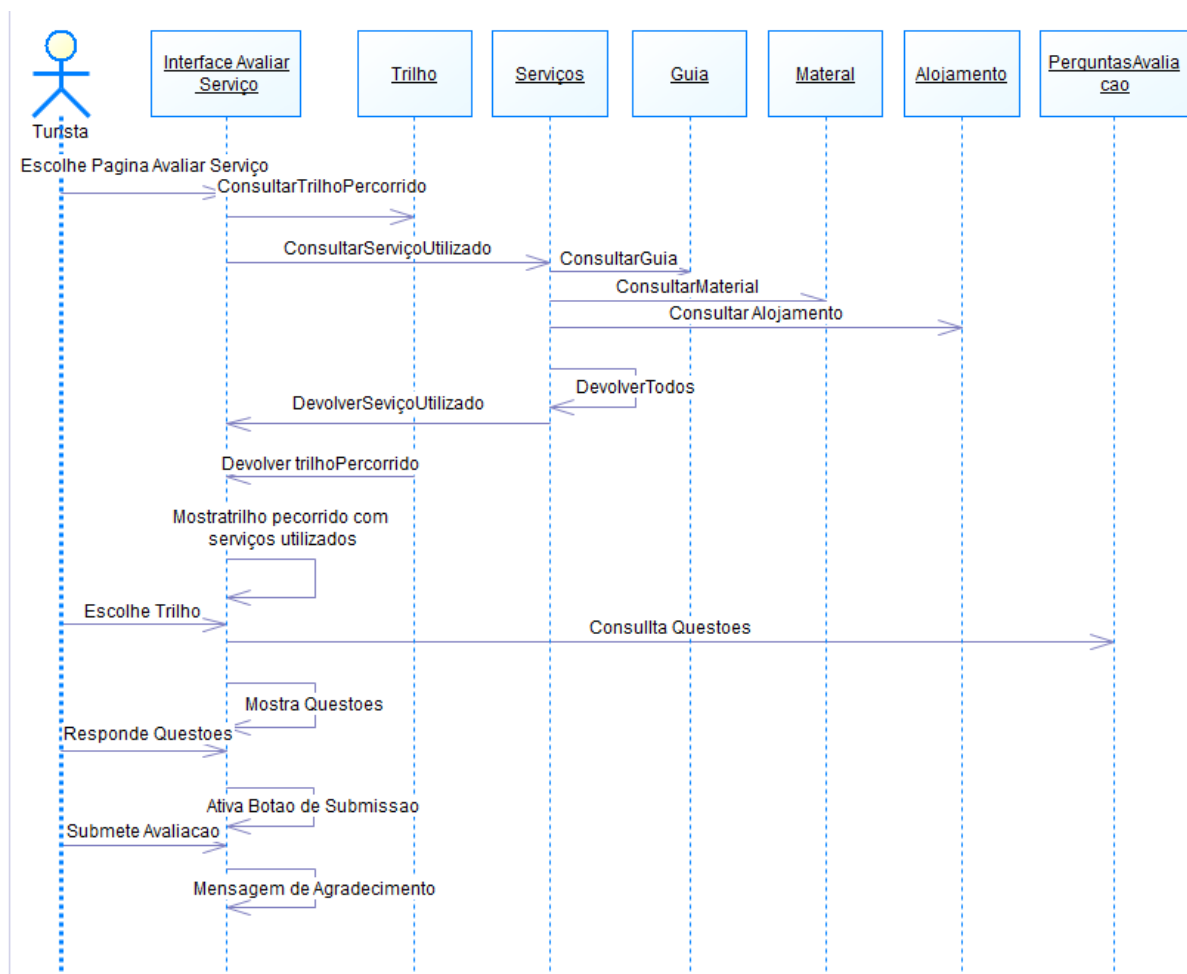 Interface Avaliar
Serviço
Trilho
Serviços
Guia
Materal
Alojamento
PerguntasAvalia
cao
Turista
Escolhe Pagina Avaliar Serviço
ConsultarTrilhoPercorrido
ConsultarServiçoUtilizado
ConsultarGuia
ConsultarMaterial
Consultar Alojamento
DevolverTodos
DevolverSeviçoUtilizado
Devolver trilhoPercorrido
Mostratrilho pecorrido com
serviços utilizados
Escolhe Trilho
Consullta Questoes
Mostra Questoes
Responde Questoes
Ativa Botao de Submissao
Submete Avaliacao
Mensagem de Agradecimento